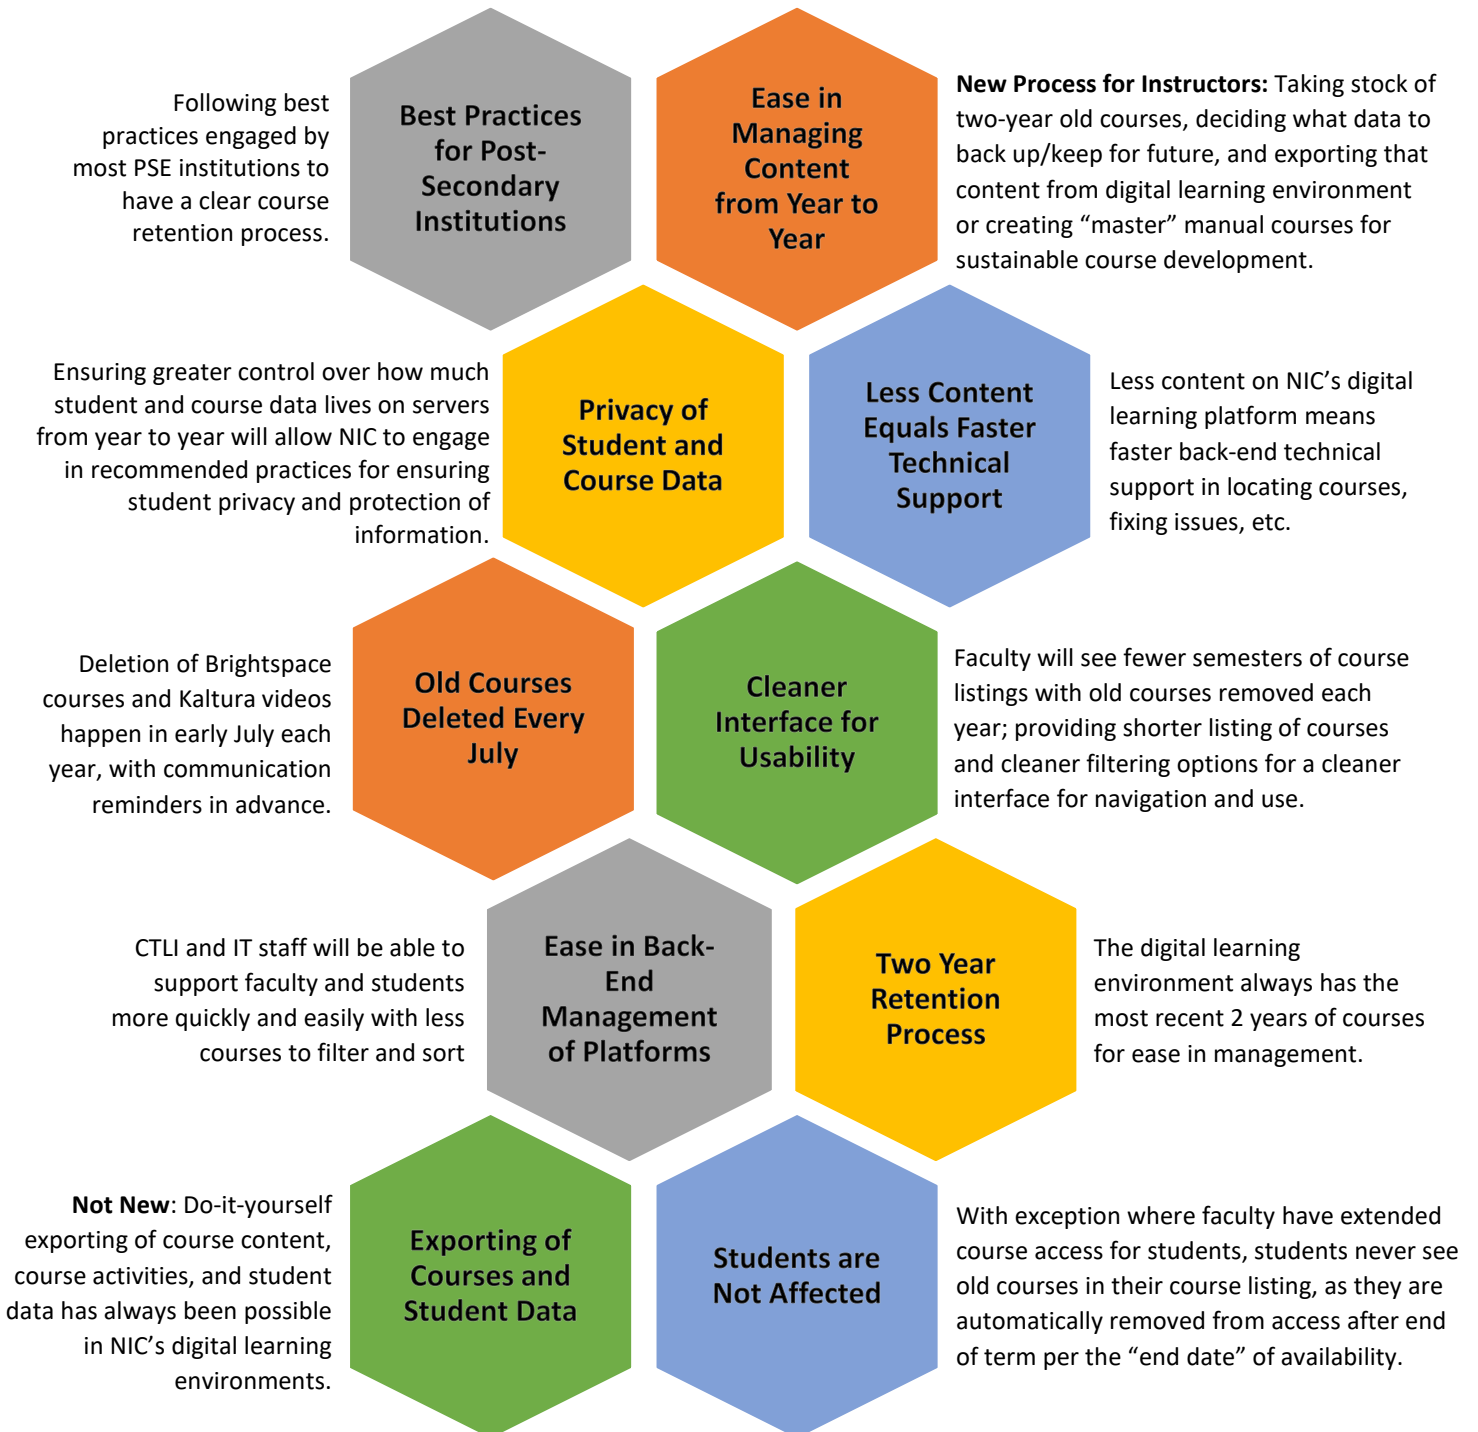 Following best
practices engaged by
most PSE institutions to
have a clear course
retention process.
Best Practices
for Post-
Secondary
Institutions
Ease in
Managing
Content
from Year to
Year
New Process for Instructors: Taking stock of
two-year old courses, deciding what data to
back up/keep for future, and exporting that
content from digital learning environment
or creating “master” manual courses for
sustainable course development.
Ensuring greater control over how much
student and course data lives on servers
from year to year will allow NIC to engage
in recommended practices for ensuring
student privacy and protection of
information.
Privacy of
Student and
Course Data
Less Content
Equals Faster
Technical
Support
Less content on NIC’s digital
learning platform means
faster back-end technical
support in locating courses,
fixing issues, etc.
Deletion of Brightspace
courses and Kaltura videos
happen in early July each
year, with communication
reminders in advance.
Old Courses
Deleted Every
July
Cleaner
Interface for
Usability
Faculty will see fewer semesters of course
listings with old courses removed each
year; providing shorter listing of courses
and cleaner filtering options for a cleaner
interface for navigation and use.
CTLI and IT staff will be able to
support faculty and students
more quickly and easily with less
courses to filter and sort
Ease in Back-
End
Management
of Platforms
Two Year
Retention
Process
The digital learning
environment always has the
most recent 2 years of courses
for ease in management.
Not New: Do-it-yourself
exporting of course content,
course activities, and student
data has always been possible
in NIC’s digital learning
environments.
Exporting of
Courses and
Student Data
Students are
Not Affected
With exception where faculty have extended
course access for students, students never see
old courses in their course listing, as they are
automatically removed from access after end
of term per the “end date” of availability.